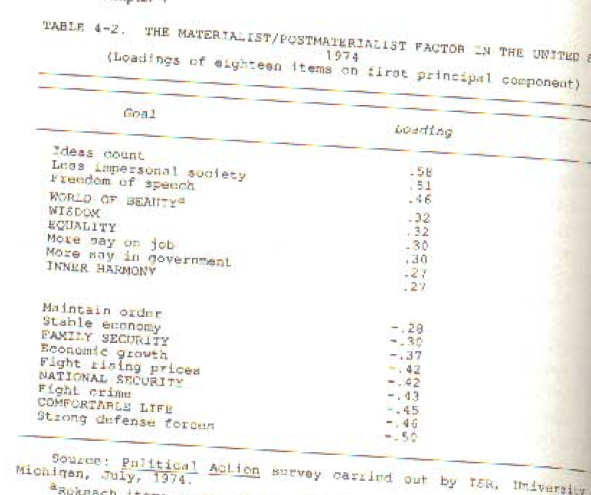 TABLE 4-2. THE MATERIALIST/POSTMATERIALIST FACTOR IN THE UNITED
1974
(Loadings of eighteen items on first principal component)
Goal Loading
Ideas count .58
Less impersonal society .51
Freedom of speech .46
WORLD OF BEAUTYª .32
WISDOM .32
EQUALITY .30
More say on job .30
More say in government .27
INNER HARMONY .27
Maintain order -.28
Stable economy -.30
FAMILY SECURITY -.37
Economic growth -.42
Fight rising prices -.42
NATIONAL SECURITY -.43
Fight crime -.45
COMFORTABLE LIFE -.46
Strong defense forces -.50
Source: Political Action survey carried out by ISR, University
Michigan, July, 1974.
ªRokeach